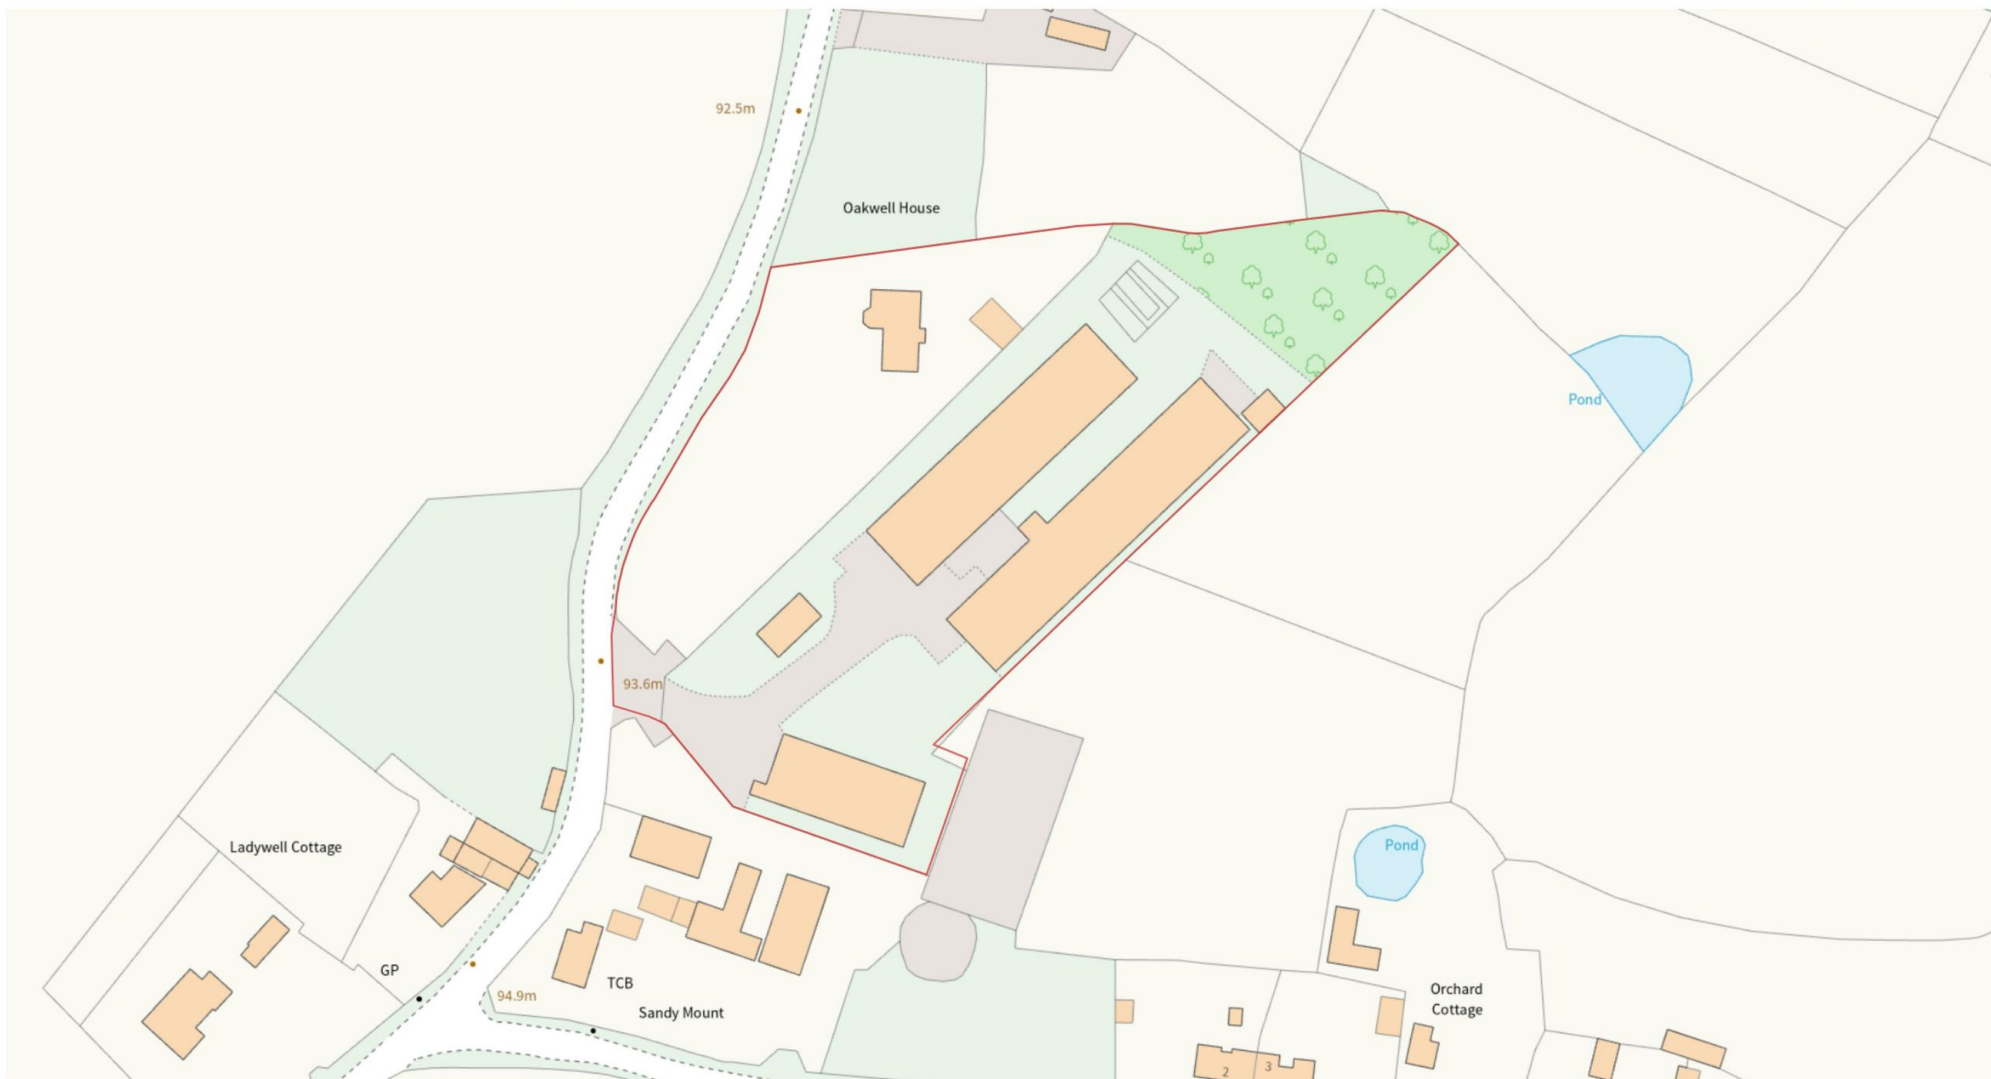 92.5m
Oakwell House
Pond
93.6m
Ladywell Cottage
Pond
GP
TCB
94.9m
Sandy Mount
Orchard
Cottage
2
3